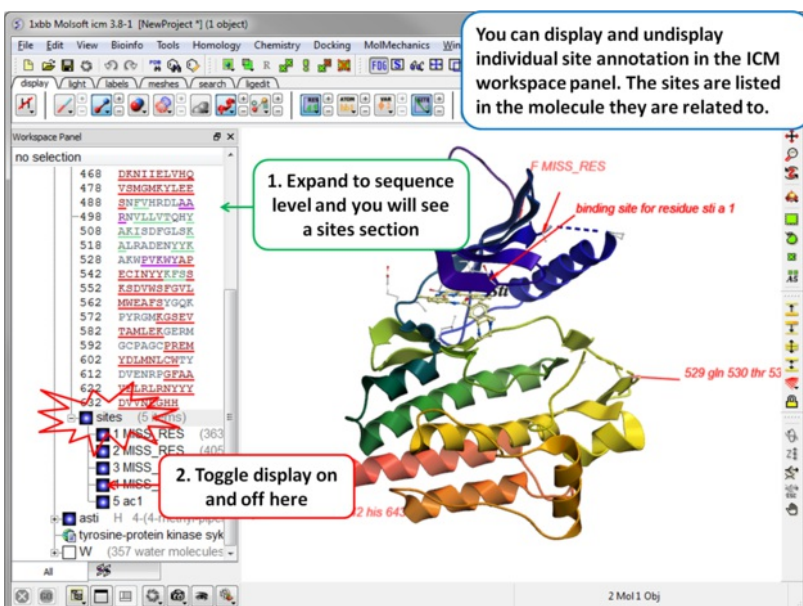 1xbb Molsoft icm 3.8-1 [NewProject *] (1 object)
File Edit View Bioinfo Tools Homology Chemistry Docking MolMechanics
You can display and undisplay
individual site annotation in the ICM
workspace panel. The sites are listed
in the molecule they are related to.
display light labels meshes search ligedit
Workspace Panel
no selection
468 DKNIIELVHQ
478 VSMGMKYLEE
488 SNFVHRDLAA
498 RNVLLVTQHY
508 AKISDFGLSK
518 ALRADENYYK
528 AKWPVKWYAP
542 ECINYYKFSS
552 KSDVWSFGVL
562 MWEAFSYGQK
572 PYRGMKGSEV
582 TAMLEKGERM
592 GCPAGCPREM
602 YDLMNLCWTY
612 DVENRPGFAA
1. Expand to sequence
level and you will see
a sites section
F MISS_RES
binding site for residue sti a 1
Sti
529 gln 530 thr 53
sites
1 MISS_RES (363
2 MISS_RES (405
3 MISS_
5 ac1
2. Toggle display on
and off here
his 643
asti H
tyrosine-protein kinase syk
W (357 water molecules
All
2 Mol 1 Obj